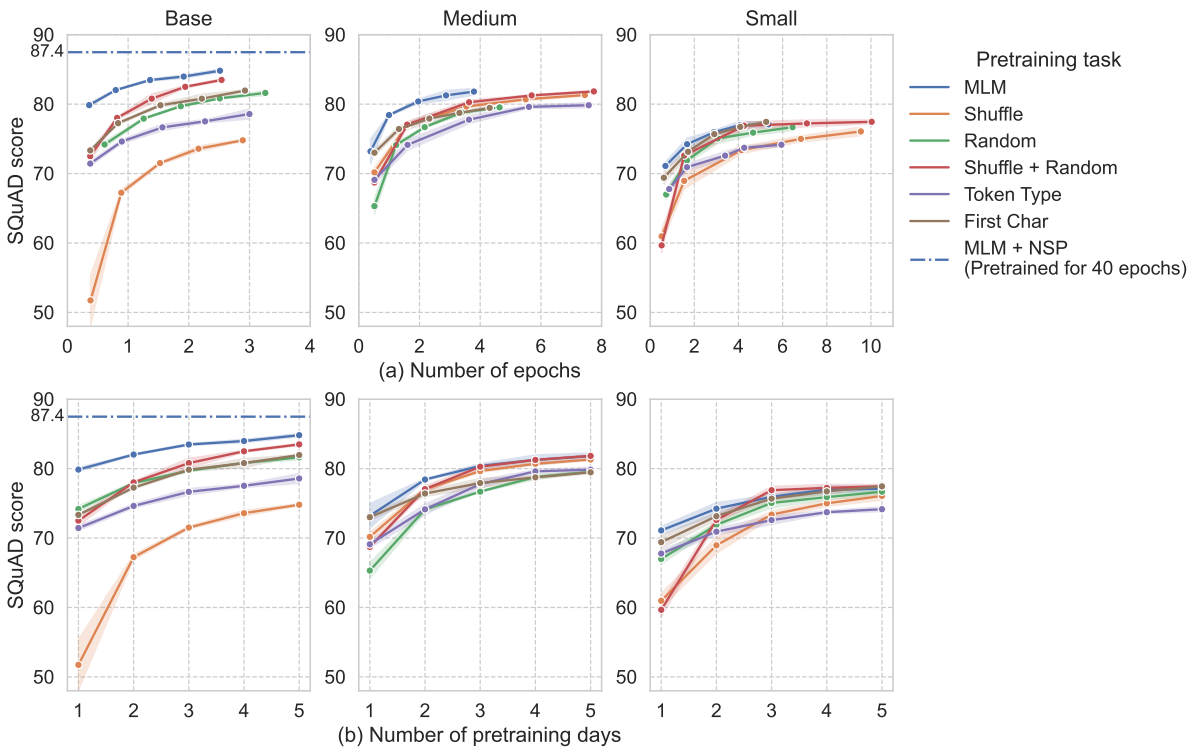 Base Medium Small
90 90 90
87.4
80 80 80
70 70 70
60 60 60
50 50 50
SQuAD score
0 1 2 3 4 0 2 4 6 8 0 2 4 6 8 10
(a) Number of epochs
Pretraining task
MLM
Shuffle
Random
Shuffle + Random
Token Type
First Char
MLM + NSP
(Pretrained for 40 epochs)
90 90 90
87.4
80 80 80
70 70 70
60 60 60
50 50 50
SQuAD score
1 2 3 4 5 1 2 3 4 5 1 2 3 4 5
(b) Number of pretraining days